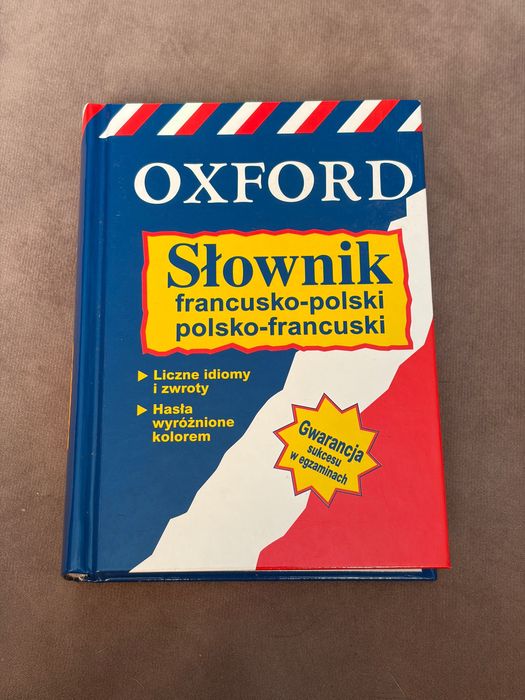 OXFORD
Słownik
francusko-polski
polsko-francuski
Liczne idiomy
i zwroty
Hasła
wyróżnione
kolorem
Gwarancja
sukcesu
w egzaminach